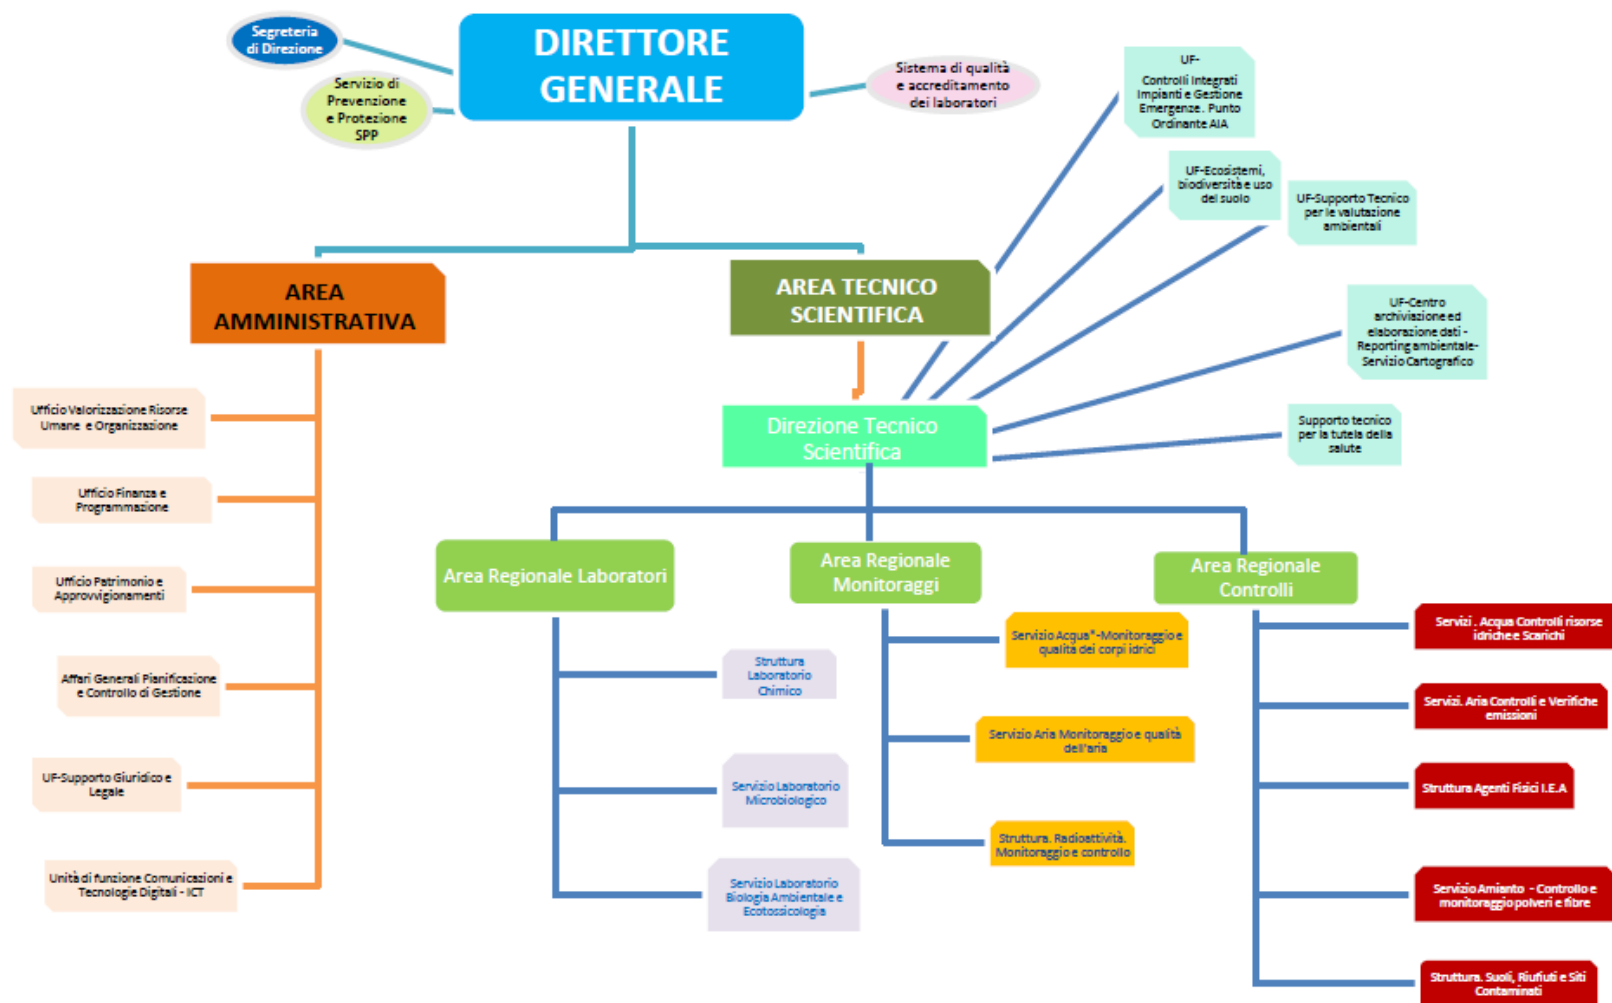 Segreteria
di Direzione
DIRETTORE
GENERALE
Servizio di
Prevenzione
e Protezione
SPP
Sistema di qualità
e accreditamento
dei laboratori
UF-
Controlli Integrati
Impianti e Gestione
Emergenze. Punto
Ordinante AIA
UF-Ecosistemi,
biodiversità e uso
del suolo
UF-Supporto Tecnico
per le valutazione
ambientali
UF-Centro
archiviazione ed
elaborazione dati -
Reporting ambientale-
Servizio Cartografico
Supporto tecnico
per la tutela della
salute
AREA
AMMINISTRATIVA
AREA TECNICO
SCIENTIFICA
Direzione Tecnico
Scientifica
Ufficio Valorizzazione Risorse
Umane e Organizzazione
Ufficio Finanza e
Programmazione
Ufficio Patrimonio e
Approvvigionamenti
Affari Generali Pianificazione
e Controllo di Gestione
UF-Supporto Giuridico e
Legale
Unità di funzione Comunicazioni e
Tecnologie Digitali - ICT
Area Regionale Laboratori
Struttura
Laboratorio
Chimico
Servizio Laboratorio
Microbiologico
Servizio Laboratorio
Biologia Ambientale e
Ecotossicologia
Area Regionale
Monitoraggi
Servizio Acqua*-Monitoraggio e
qualità dei corpi idrici
Servizio Aria Monitoraggio e qualità
dell'aria
Struttura. Radioattività.
Monitoraggio e controllo
Area Regionale
Controlli
Servizi . Acqua Controlli risorse
idriche e Scarichi
Servizi. Aria Controlli e Verifiche
emissioni
Struttura Agenti Fisici I.E.A
Servizio Amianto - Controllo e
monitoraggio polveri e fibre
Struttura. Suoli, Riufiuti e Siti
Contaminati